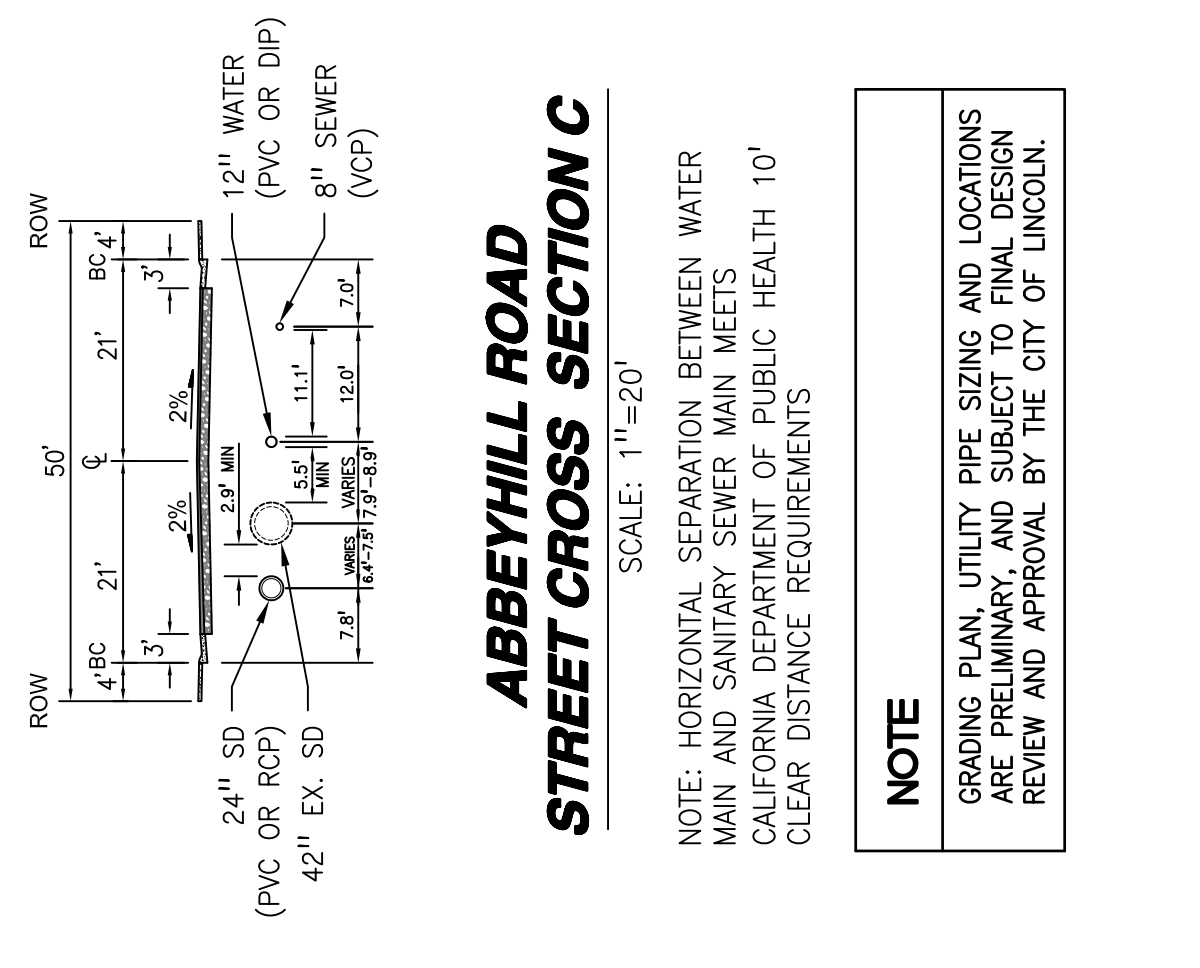 ROW
50'
ROW
4'
BC
21'
℄
21'
BC
4'
3'
2%
2%
3'
24" SD
(PVC OR RCP)
42" EX. SD
2.9' MIN
12" WATER
(PVC OR DIP)
8" SEWER
(VCP)
5.5'
MIN
11.1'
7.8'
VARIES
6.4'-7.5'
VARIES
7.9'-8.9'
12.0'
7.0'
ABBEYHILL ROAD
STREET CROSS SECTION C
SCALE: 1"=20'
NOTE: HORIZONTAL SEPARATION BETWEEN WATER
MAIN AND SANITARY SEWER MAIN MEETS
CALIFORNIA DEPARTMENT OF PUBLIC HEALTH 10'
CLEAR DISTANCE REQUIREMENTS
NOTE
GRADING PLAN, UTILITY PIPE SIZING AND LOCATIONS
ARE PRELIMINARY, AND SUBJECT TO FINAL DESIGN
REVIEW AND APPROVAL BY THE CITY OF LINCOLN.